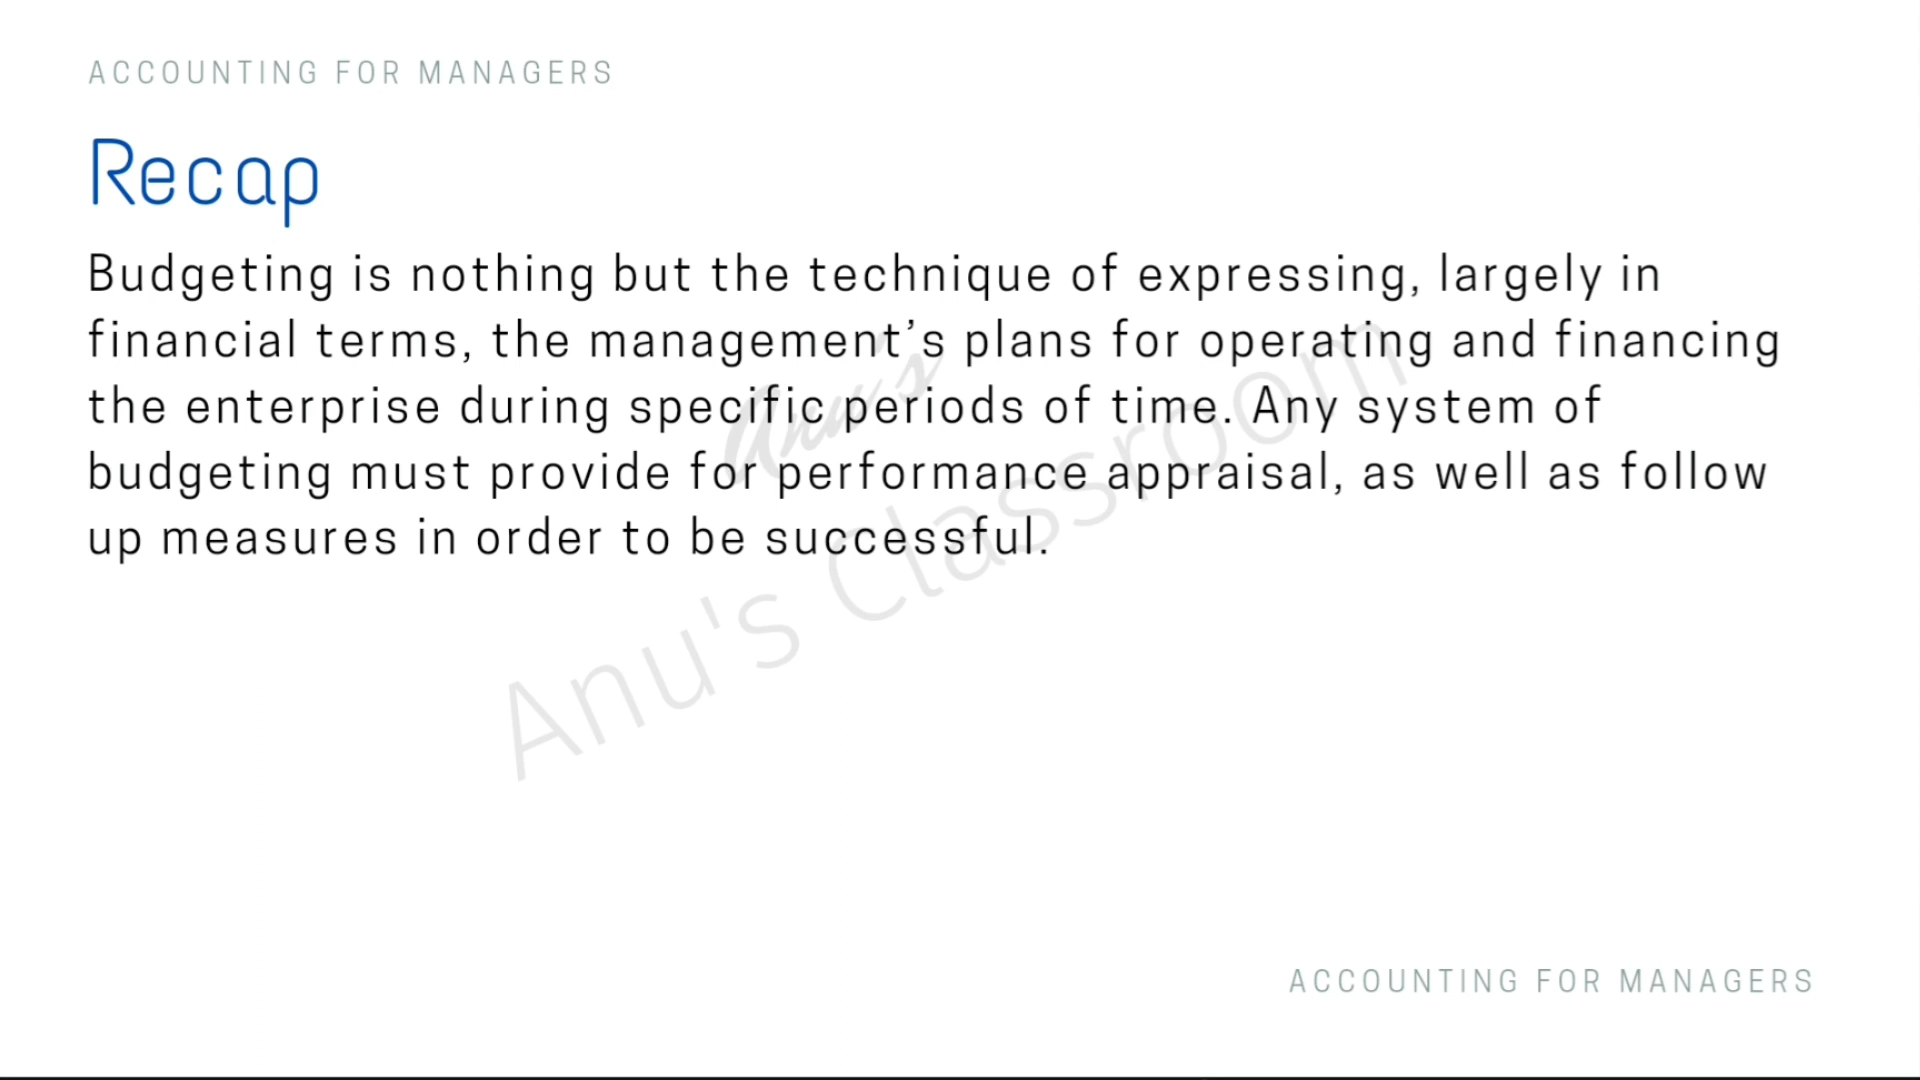 ACCOUNTING FOR MANAGERS
Recap
Budgeting is nothing but the technique of expressing, largely in
financial terms, the management’s plans for operating and financing
the enterprise during specific periods of time. Any system of
budgeting must provide for performance appraisal, as well as follow
up measures in order to be successful.
Anu's
Anu's Classroom
ACCOUNTING FOR MANAGERS